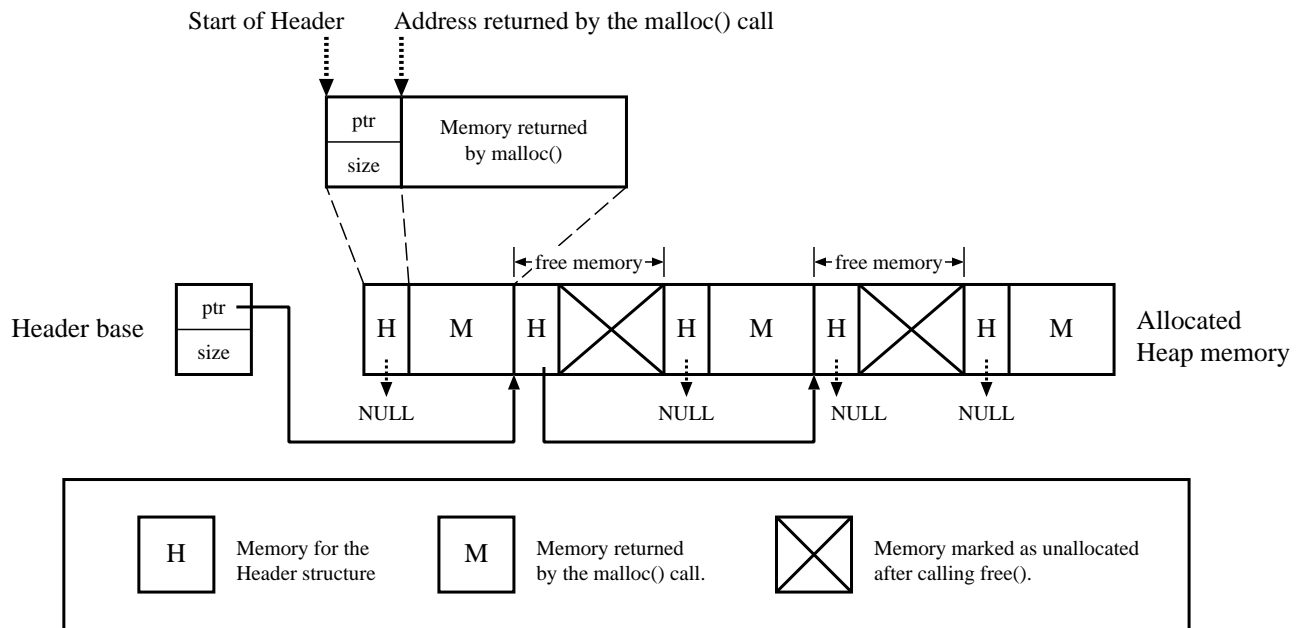 Start of Header
Address returned by the malloc() call
ptr
size
Memory returned
by malloc()
free memory
free memory
Header base
ptr
size
H
M
H
H
M
H
H
M
Allocated
Heap memory
NULL
NULL
NULL
NULL
H
Memory for the
Header structure
M
Memory returned
by the malloc() call.
Memory marked as unallocated
after calling free().